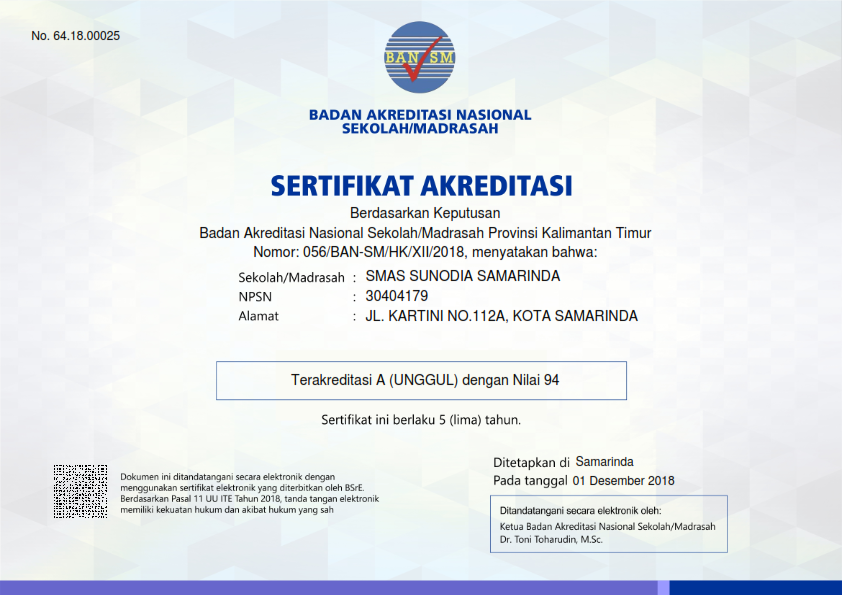 No. 64.18.00025
BAN SM
BADAN AKREDITASI NASIONAL
SEKOLAH/MADRASAH
SERTIFIKAT AKREDITASI
Berdasarkan Keputusan
Badan Akreditasi Nasional Sekolah/Madrasah Provinsi Kalimantan Timur
Nomor: 056/BAN-SM/HK/XII/2018, menyatakan bahwa:
Sekolah/Madrasah : SMAS SUNODIA SAMARINDA
NPSN : 30404179
Alamat : JL. KARTINI NO.112A, KOTA SAMARINDA
Terakreditasi A (UNGGUL) dengan Nilai 94
Sertifikat ini berlaku 5 (lima) tahun.
Dokumen ini ditandatangani secara elektronik dengan
menggunakan sertifikat elektronik yang diterbitkan oleh BSrE.
Berdasarkan Pasal 11 UU ITE Tahun 2018, tanda tangan elektronik
memiliki kekuatan hukum dan akibat hukum yang sah
Ditetapkan di Samarinda
Pada tanggal 01 Desember 2018
Ditandatangani secara elektronik oleh:
Ketua Badan Akreditasi Nasional Sekolah/Madrasah
Dr. Toni Toharudin, M.Sc.